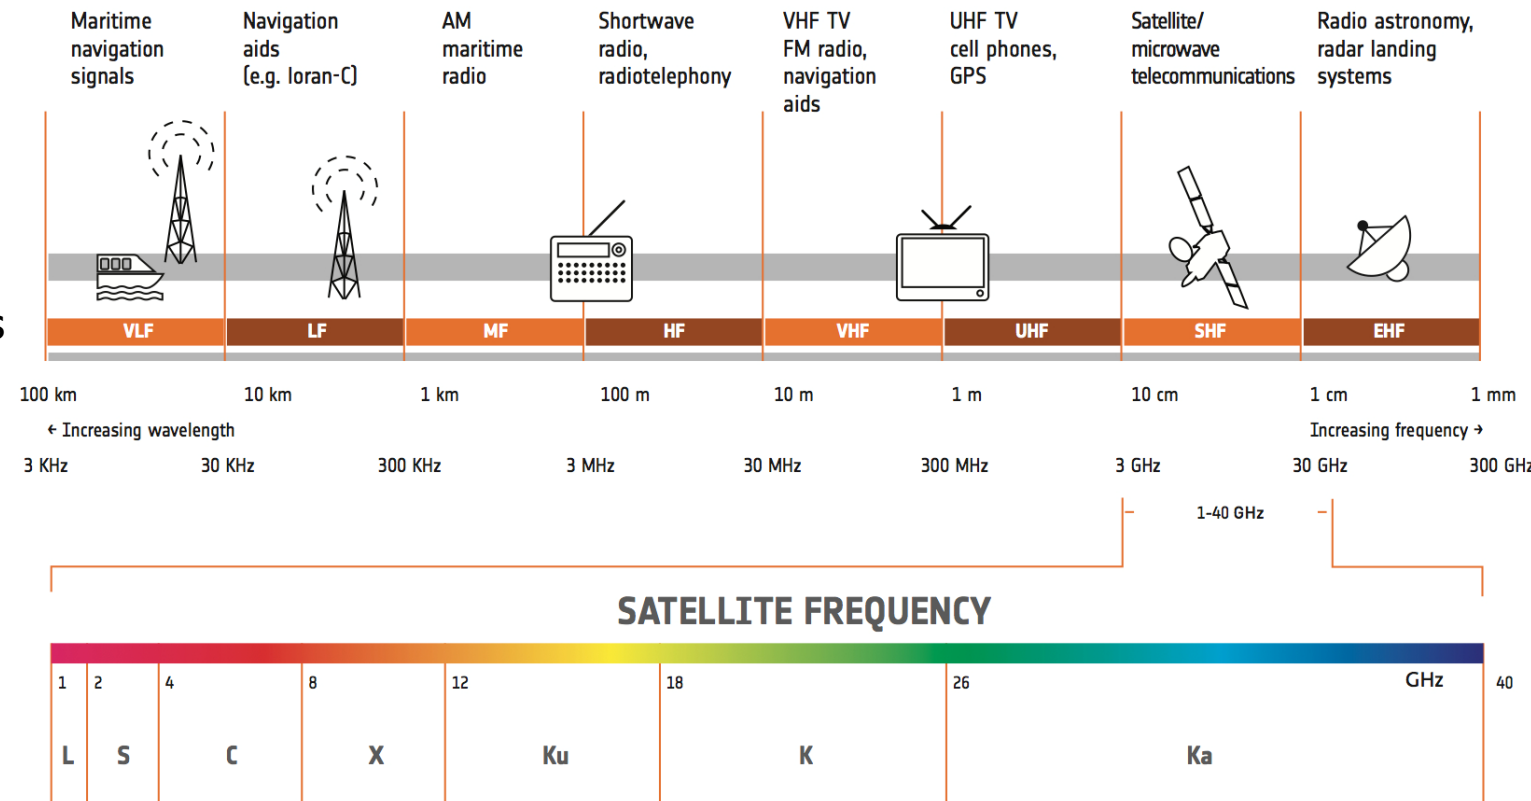 Maritime
navigation
signals
Navigation
aids
(e.g. loran-C)
AM
maritime
radio
Shortwave
radio,
radiotelephony
VHF TV
FM radio,
navigation
aids
UHF TV
cell phones,
GPS
Satellite/
microwave
telecommunications
Radio astronomy,
radar landing
systems
s
VLF LF MF HF VHF UHF SHF EHF
100 km 10 km 1 km 100 m 10 m 1 m 10 cm 1 cm 1 mm
← Increasing wavelength Increasing frequency →
3 KHz 30 KHz 300 KHz 3 MHz 30 MHz 300 MHz 3 GHz 30 GHz 300 GHz
1-40 GHz
SATELLITE FREQUENCY
1 2 4 8 12 18 26 GHz 40
L S C X Ku K Ka